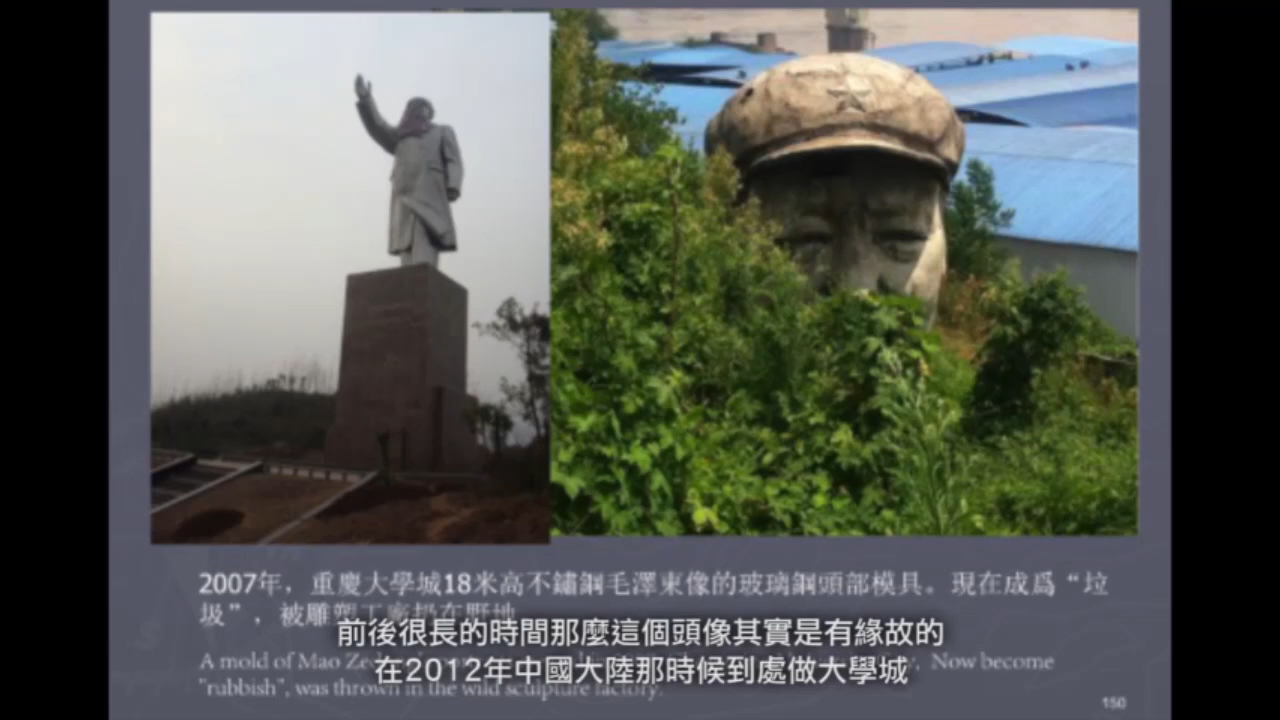 2007年，重慶大學城18米高不鏽鋼毛澤東像的玻璃鋼頭部模具。現在成爲“垃
圾”，被雕塑工廠扔在野地
前後很長的時間那麼這個頭像其實是有緣故的
A mold of Mao Now become
在2012年中國大陸那時候到處做大學城
"rubbish", was thrown in the wild sculpture factory.
150